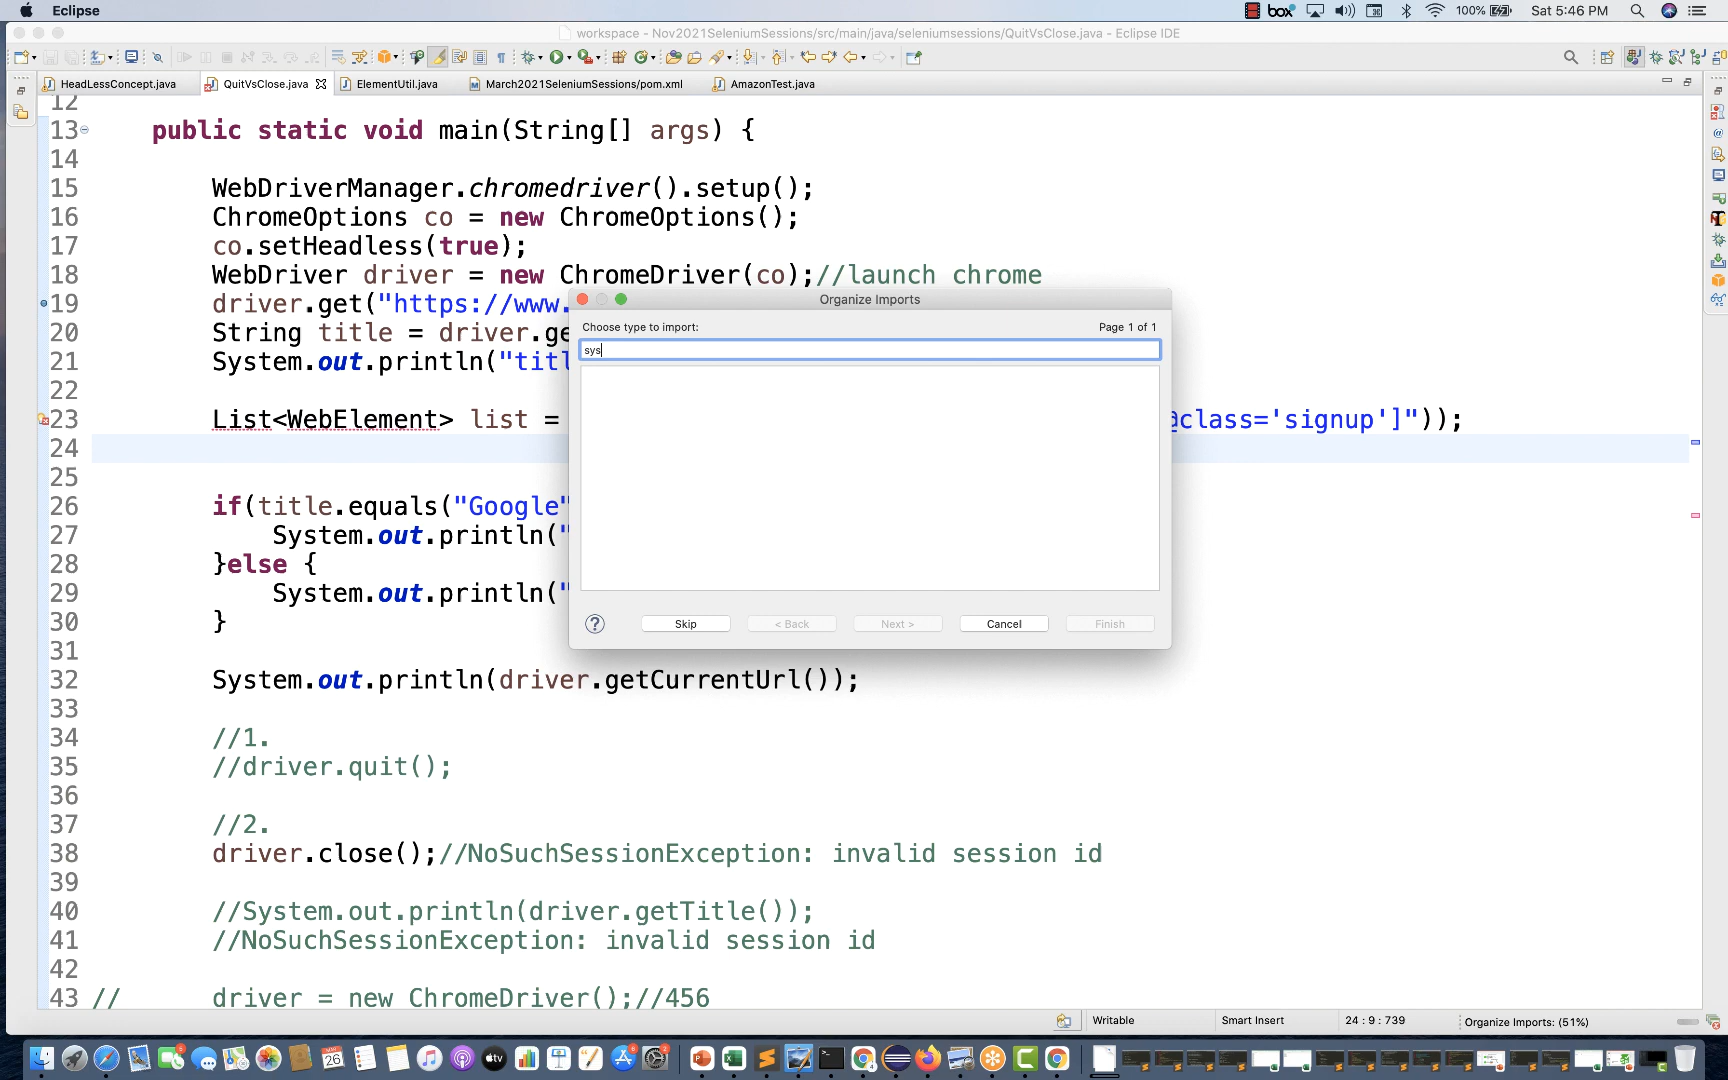 Eclipse
box
100%
Sat 5:46 PM
workspace - Nov2021SeleniumSessions/src/main/java/seleniumsessions/QuitVsClose.java - Eclipse IDE
HeadLessConcept.java
QuitVsClose.java
ElementUtil.java
March2021SeleniumSessions/pom.xml
AmazonTest.java
12
13 public static void main(String[] args) {
14
15 WebDriverManager.chromedriver().setup();
16 ChromeOptions co = new ChromeOptions();
17 co.setHeadless(true);
18 WebDriver driver = new ChromeDriver(co);//launch chrome
19 driver.get("https://www.
20 String title = driver.ge
21 System.out.println("titl
22
23 List<WebElement> list = @class='signup']"));
24
25
26 if(title.equals("Google"
27 System.out.println("
28 }else {
29 System.out.println("
30 }
31
32 System.out.println(driver.getCurrentUrl());
33
34 //1.
35 //driver.quit();
36
37 //2.
38 driver.close();//NoSuchSessionException: invalid session id
39
40 //System.out.println(driver.getTitle());
41 //NoSuchSessionException: invalid session id
42
43 // driver = new ChromeDriver();//456
Organize Imports
Choose type to import:
Page 1 of 1
sys
?
Skip
< Back
Next >
Cancel
Finish
Writable
Smart Insert
24 : 9 : 739
Organize Imports: (51%)
26
tv